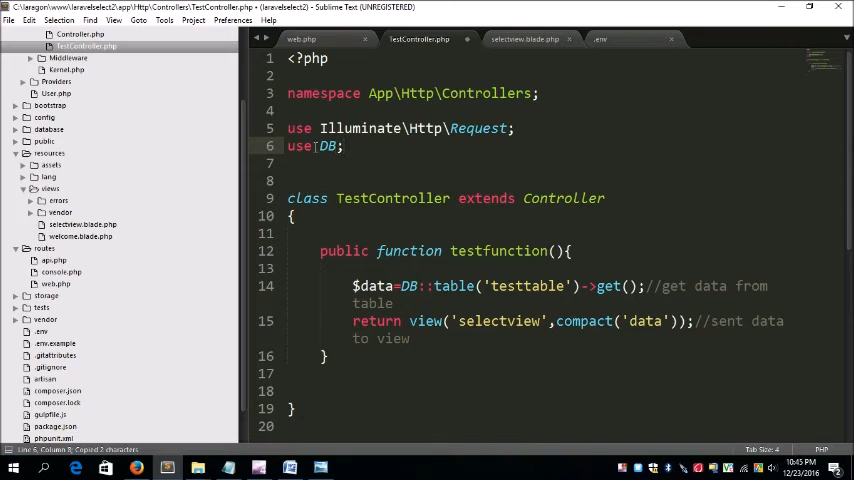 C:\laragon\www\laravelselect2\app\Http\Controllers\TestController.php • (laravelselect2) - Sublime Text (UNREGISTERED)
File Edit Selection Find View Goto Tools Project Preferences Help
Controller.php
TestController.php
Middleware
Kernel.php
Providers
User.php
bootstrap
config
database
public
resources
assets
lang
views
errors
vendor
selectview.blade.php
welcome.blade.php
routes
api.php
console.php
web.php
storage
tests
vendor
.env
.env.example
.gitattributes
.gitignore
artisan
composer.json
composer.lock
gulpfile.js
package.json
phpunit.xml
web.php TestController.php selectview.blade.php .env
1 <?php
2
3 namespace App\Http\Controllers;
4
5 use Illuminate\Http\Request;
6 use DB;
7
8
9 class TestController extends Controller
10 {
11
12 public function testfunction(){
13
14 $data=DB::table('testtable')->get();//get data from
table
15 return view('selectview',compact('data'));//sent data
to view
16 }
17
18
19 }
20
Line 6, Column 8; Copied 2 characters Tab Size: 4 PHP
10:45 PM
12/23/2016